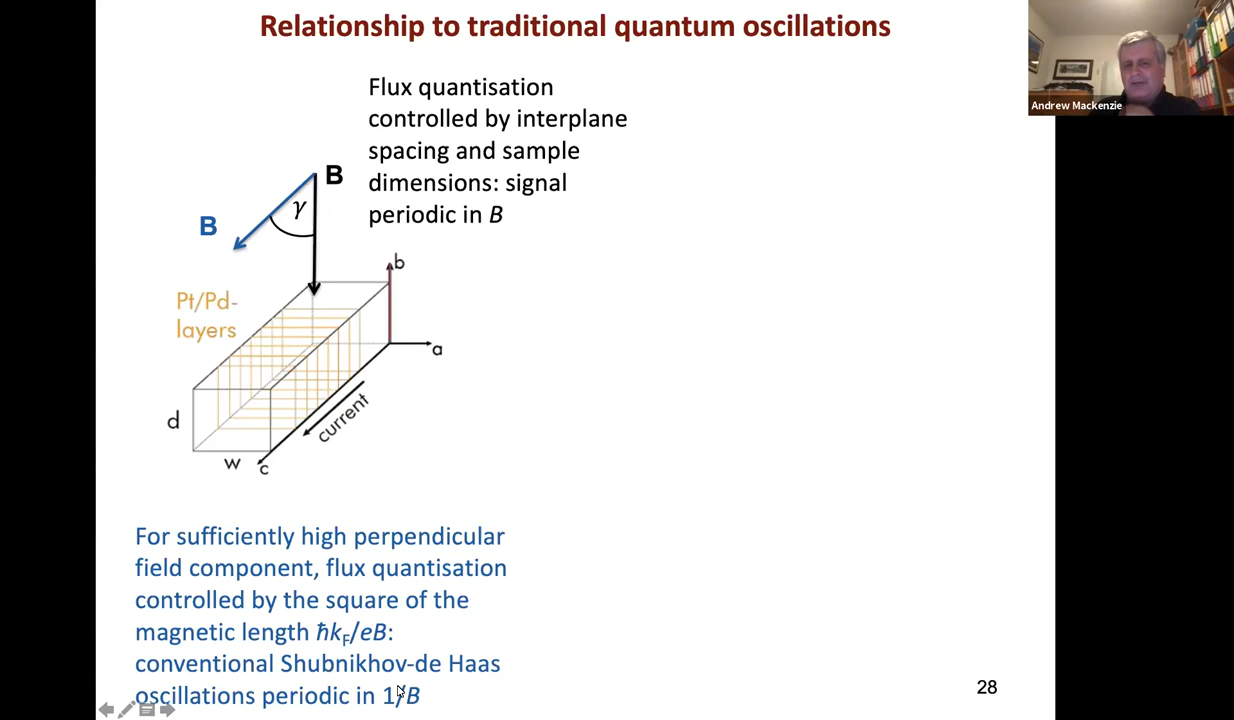 Relationship to traditional quantum oscillations
Andrew Mackenzie
Flux quantisation
controlled by interplane
spacing and sample
dimensions: signal
periodic in B
B
γ
B
b
Pt/Pd-
layers
a
d
current
w
c
For sufficiently high perpendicular
field component, flux quantisation
controlled by the square of the
magnetic length ħkF/eB:
conventional Shubnikhov-de Haas
oscillations periodic in 1/B
28